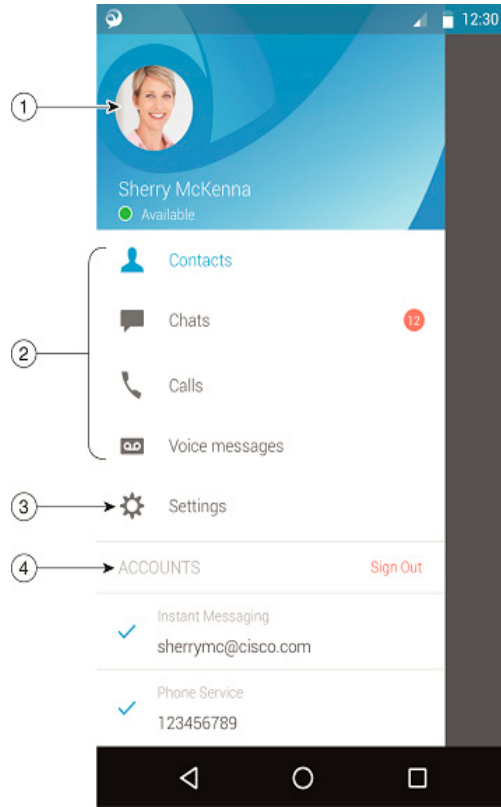 12:30
1
Sherry McKenna
Available
Contacts
Chats 12
2
Calls
Voice messages
3 Settings
4 ACCOUNTS Sign Out
Instant Messaging
sherrymc@cisco.com
Phone Service
123456789